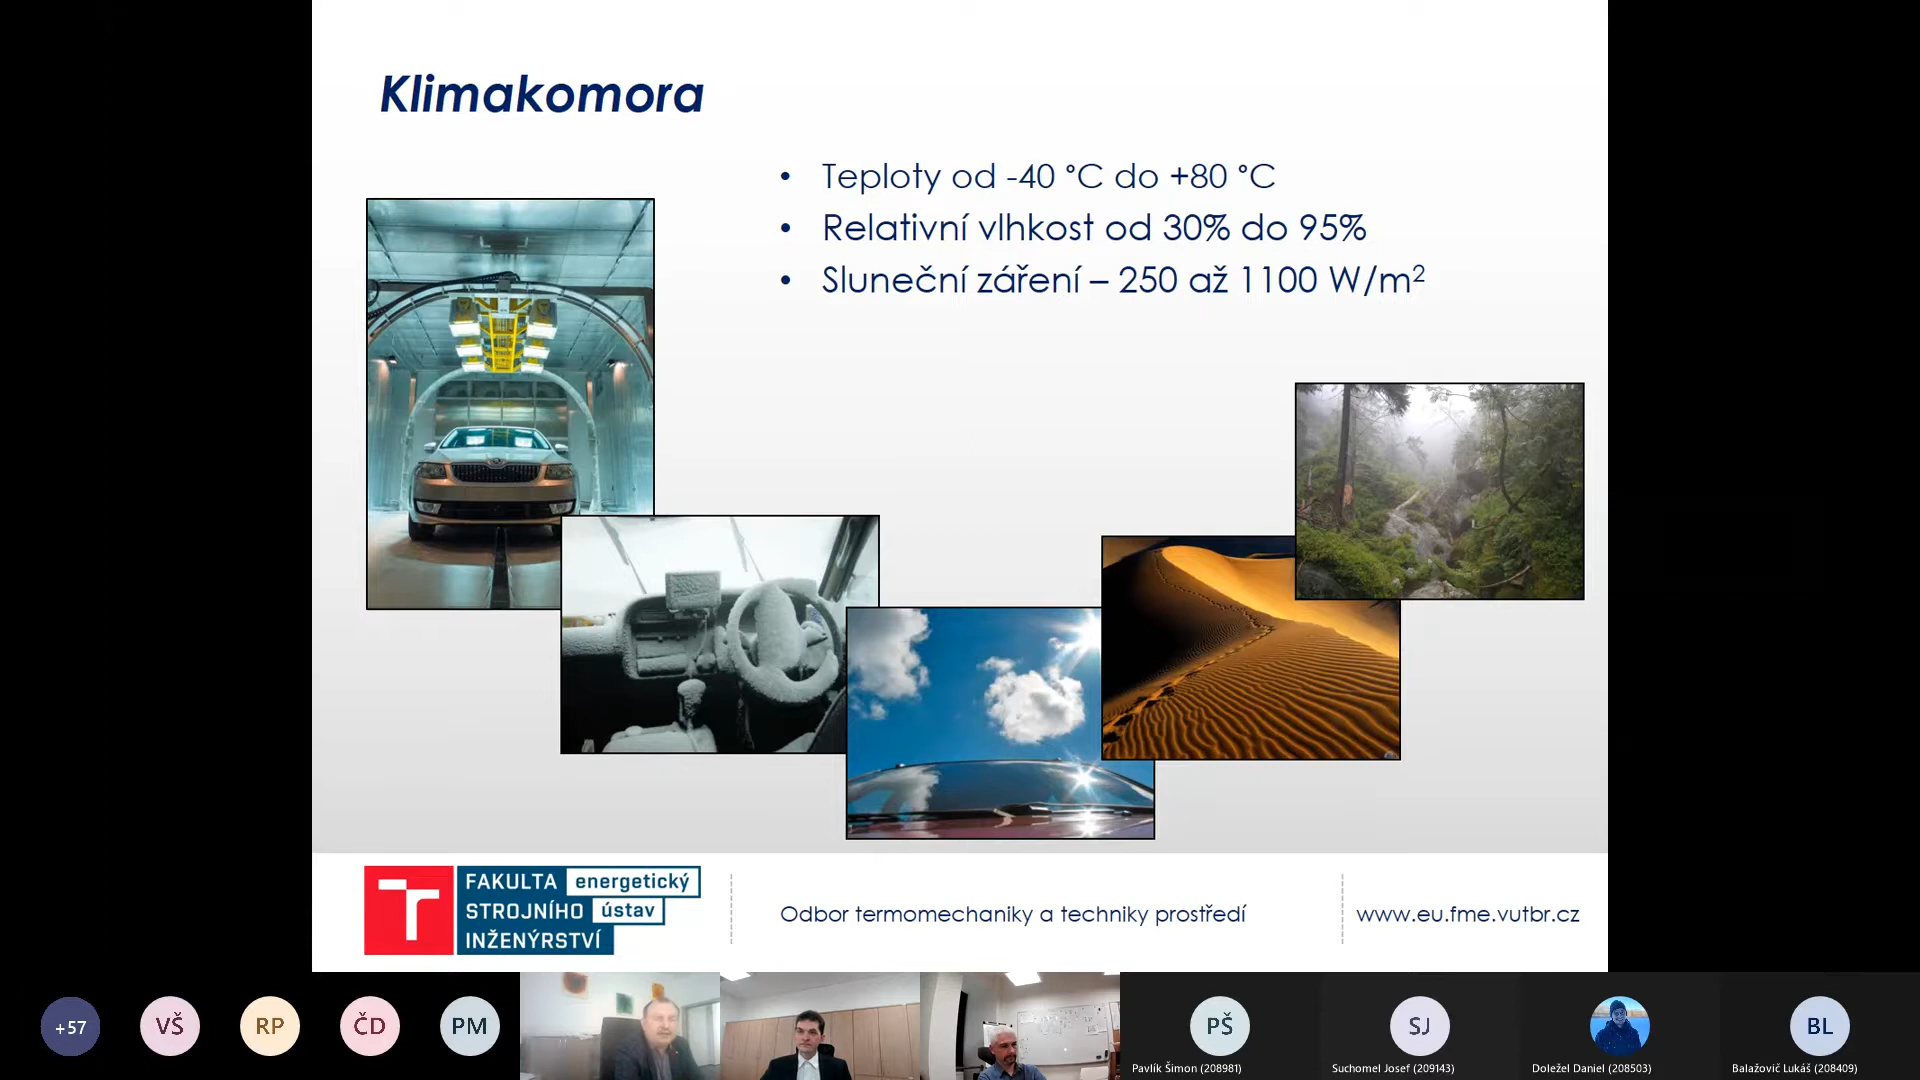 Klimakomora
• Teploty od -40 °C do +80 °C
• Relativní vlhkost od 30% do 95%
• Sluneční záření – 250 až 1100 W/m²
FAKULTA energetický
STROJNÍHO ústav
INŽENÝRSTVÍ
Odbor termomechaniky a techniky prostředí
www.eu.fme.vutbr.cz
+57
VŠ
RP
ČD
PM
PŠ
SJ
BL
Pavlík Šimon (208981)
Suchomel Josef (209143)
Doležel Daniel (208503)
Balažovič Lukáš (208409)